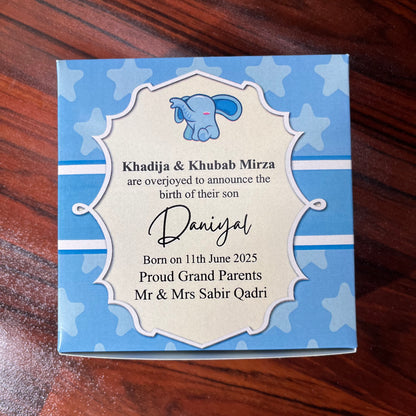 Khadija & Khubab Mirza
are overjoyed to announce the
birth of their son
Daniyal
Born on 11th June 2025
Proud Grand Parents
Mr & Mrs Sabir Qadri